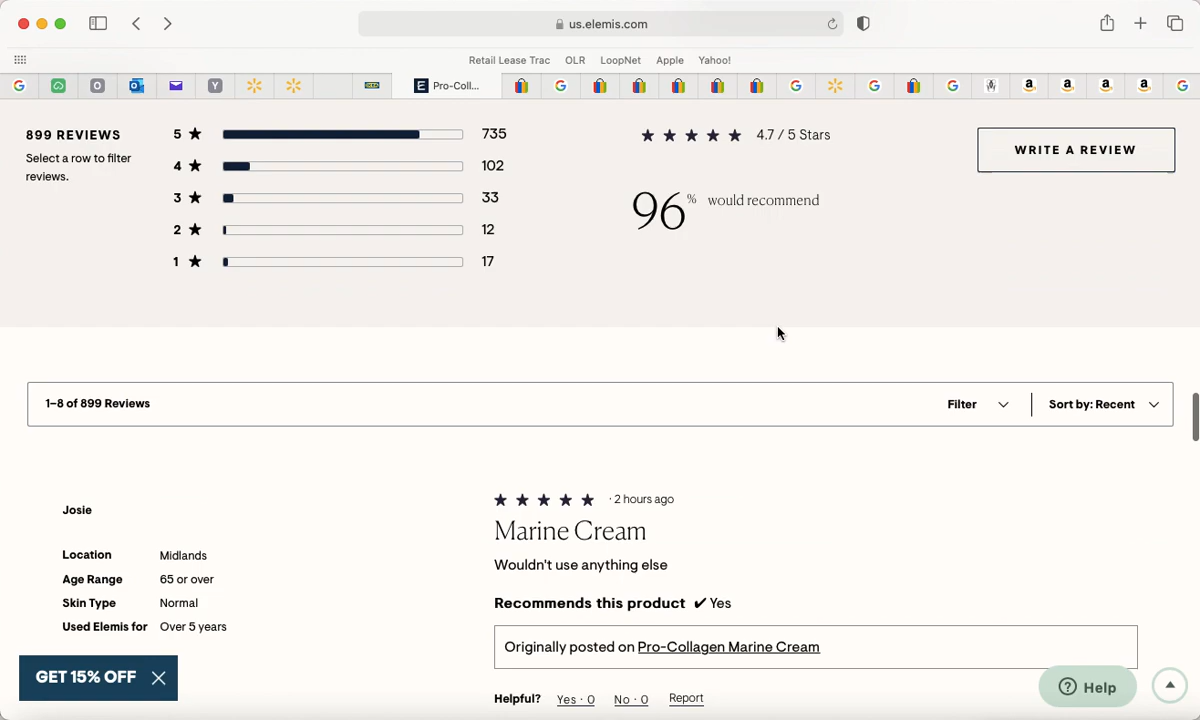 us.elemis.com
Retail Lease Trac OLR LoopNet Apple Yahoo!
Pro-Coll...
899 REVIEWS
Select a row to filter
reviews.
5 ★ 735
4 ★ 102
3 ★ 33
2 ★ 12
1 ★ 17
4.7 / 5 Stars
96% would recommend
WRITE A REVIEW
1–8 of 899 Reviews
Filter
Sort by: Recent
Josie
Location Midlands
Age Range 65 or over
Skin Type Normal
Used Elemis for Over 5 years
· 2 hours ago
Marine Cream
Wouldn't use anything else
Recommends this product ✔ Yes
Originally posted on Pro-Collagen Marine Cream
Helpful? Yes · 0 No · 0 Report
GET 15% OFF
Help